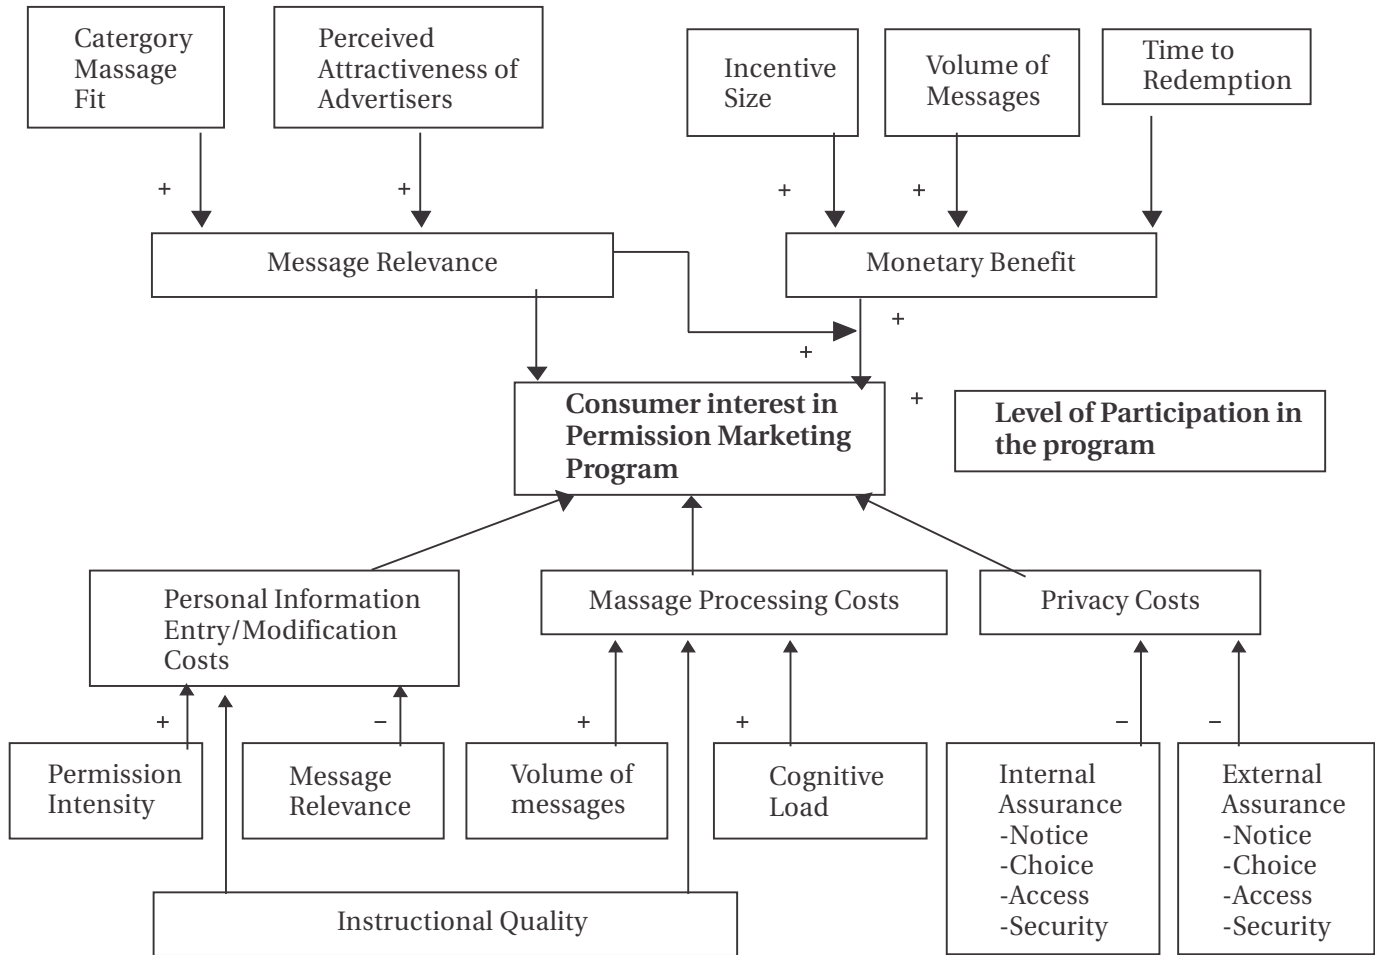 Catergory
Massage
Fit
Perceived
Attractiveness of
Advertisers
Incentive
Size
Volume of
Messages
Time to
Redemption
+
+
+
+
Message Relevance
Monetary Benefit
+
+
Consumer interest in
Permission Marketing
Program
+
Level of Participation in
the program
Personal Information
Entry/Modification
Costs
Massage Processing Costs
Privacy Costs
+
–
+
+
–
–
Permission
Intensity
Message
Relevance
Volume of
messages
Cognitive
Load
Internal
Assurance
-Notice
-Choice
-Access
-Security
External
Assurance
-Notice
-Choice
-Access
-Security
Instructional Quality